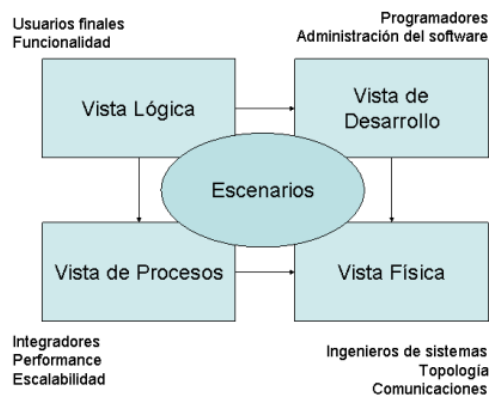 Usuarios finales
Funcionalidad
Programadores
Administración del software
Vista Lógica
Vista de
Desarrollo
Escenarios
Vista de Procesos
Vista Física
Integradores
Performance
Escalabilidad
Ingenieros de sistemas
Topología
Comunicaciones